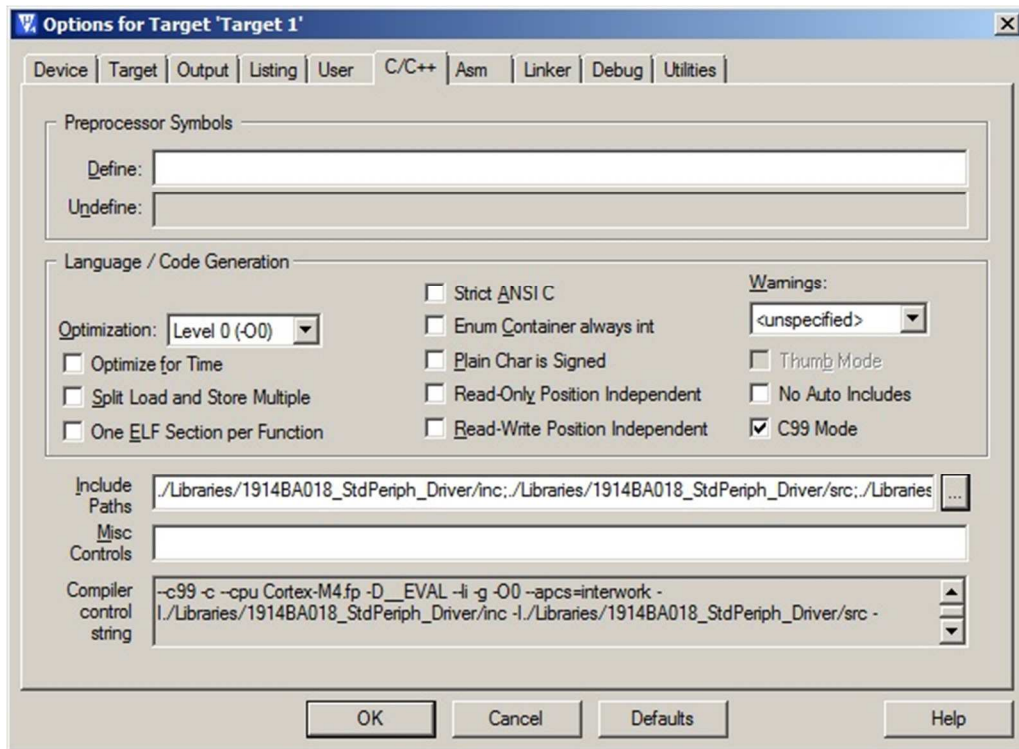 Options for Target 'Target 1'
Device Target Output Listing User C/C++ Asm Linker Debug Utilities
Preprocessor Symbols
Define:
Undefine:
Language / Code Generation
Optimization: Level 0 (-O0)
Optimize for Time
Split Load and Store Multiple
One ELF Section per Function
Strict ANSI C
Enum Container always int
Plain Char is Signed
Read-Only Position Independent
Read-Write Position Independent
Warnings:
<unspecified>
Thumb Mode
No Auto Includes
C99 Mode
Include
Paths
./Libraries/1914BA018_StdPeriph_Driver/inc;./Libraries/1914BA018_StdPeriph_Driver/src;./Libraries
...
Misc
Controls
Compiler
control
string
--c99 -c --cpu Cortex-M4.fp -D__EVAL --li -g -O0 --apcs=interwork -
I./Libraries/1914BA018_StdPeriph_Driver/inc -I./Libraries/1914BA018_StdPeriph_Driver/src -
OK Cancel Defaults Help